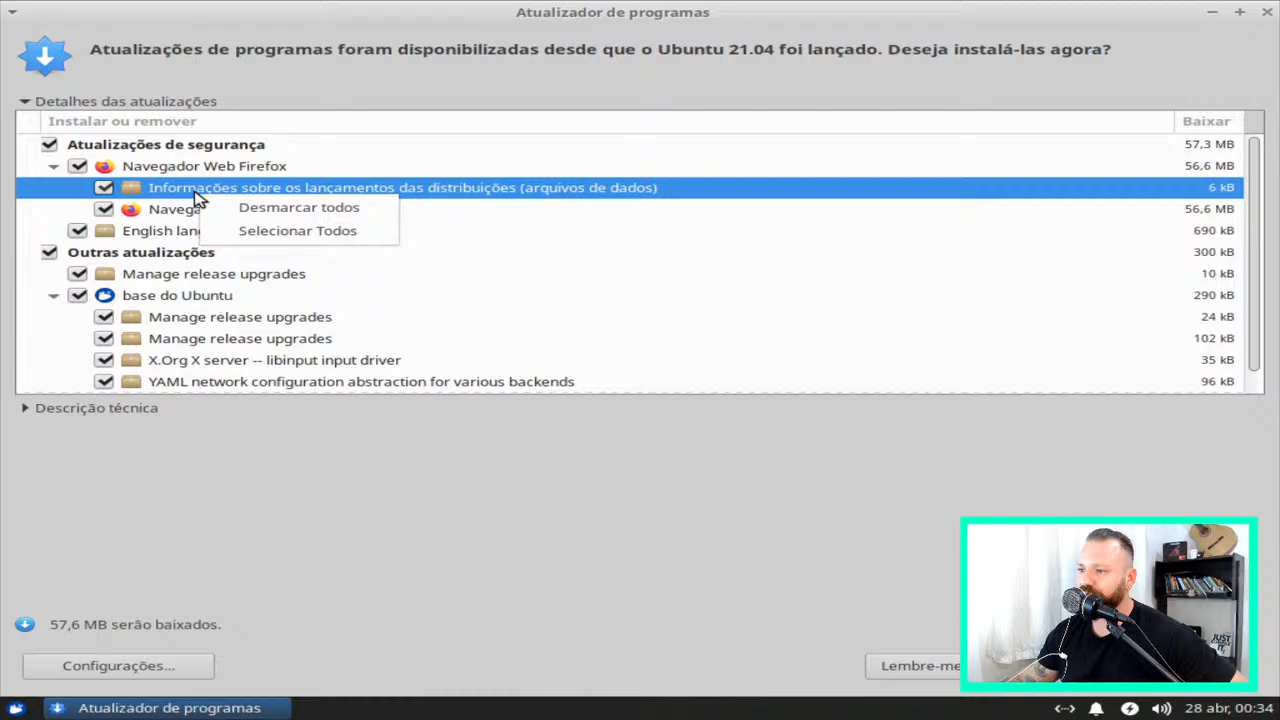 Atualizador de programas
Atualizações de programas foram disponibilizadas desde que o Ubuntu 21.04 foi lançado. Deseja instalá-las agora?
Detalhes das atualizações
Instalar ou remover Baixar
Atualizações de segurança 57,3 MB
Navegador Web Firefox 56,6 MB
Informações sobre os lançamentos das distribuições (arquivos de dados) 6 kB
Navega 56,6 MB
Desmarcar todos
English lan 690 kB
Selecionar Todos
Outras atualizações 300 kB
Manage release upgrades 10 kB
base do Ubuntu 290 kB
Manage release upgrades 24 kB
Manage release upgrades 102 kB
X.Org X server -- libinput input driver 35 kB
YAML network configuration abstraction for various backends 96 kB
Descrição técnica
57,6 MB serão baixados.
Configurações... Lembre-me
Atualizador de programas 28 abr, 00:34